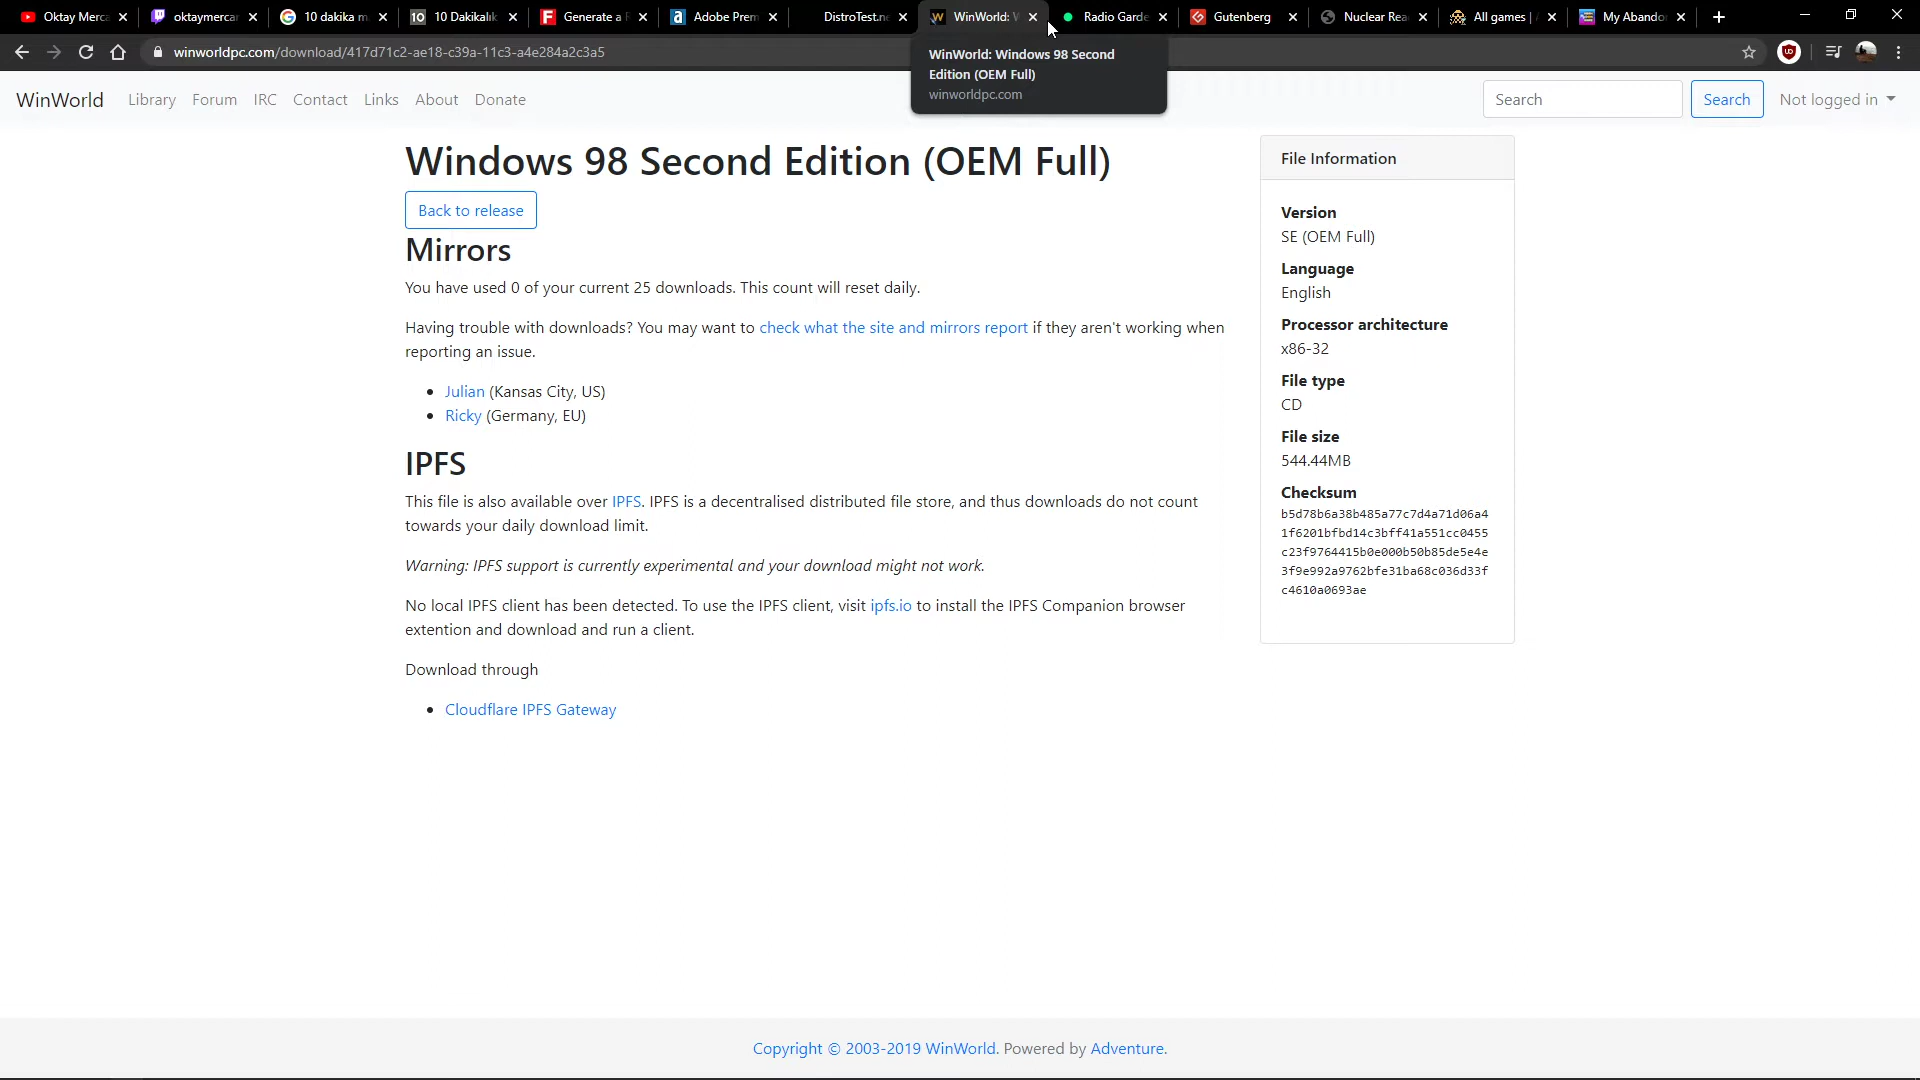 Oktay Merca
oktaymercan
10 dakika m
10 Dakikalık
Generate a F
Adobe Prem
DistroTest.ne
WinWorld: W
Radio Garde
Gutenberg
Nuclear Rea
All games |
My Abando
winworldpc.com/download/417d71c2-ae18-c39a-11c3-a4e284a2c3a5
WinWorld: Windows 98 Second
Edition (OEM Full)
winworldpc.com
WinWorld
Library
Forum
IRC
Contact
Links
About
Donate
Search
Search
Not logged in
Windows 98 Second Edition (OEM Full)
Back to release
Mirrors
You have used 0 of your current 25 downloads. This count will reset daily.
Having trouble with downloads? You may want to check what the site and mirrors report if they aren't working when
reporting an issue.
Julian (Kansas City, US)
Ricky (Germany, EU)
IPFS
This file is also available over IPFS. IPFS is a decentralised distributed file store, and thus downloads do not count
towards your daily download limit.
Warning: IPFS support is currently experimental and your download might not work.
No local IPFS client has been detected. To use the IPFS client, visit ipfs.io to install the IPFS Companion browser
extention and download and run a client.
Download through
Cloudflare IPFS Gateway
File Information
Version
SE (OEM Full)
Language
English
Processor architecture
x86-32
File type
CD
File size
544.44MB
Checksum
b5d78b6a38b485a77c7d4a71d06a4
1f6201bfbd14c3bff41a551cc0455
c23f9764415b0e000b50b85de5e4e
3f9e992a9762bfe31ba68c036d33f
c4610a0693ae
Copyright © 2003-2019 WinWorld. Powered by Adventure.